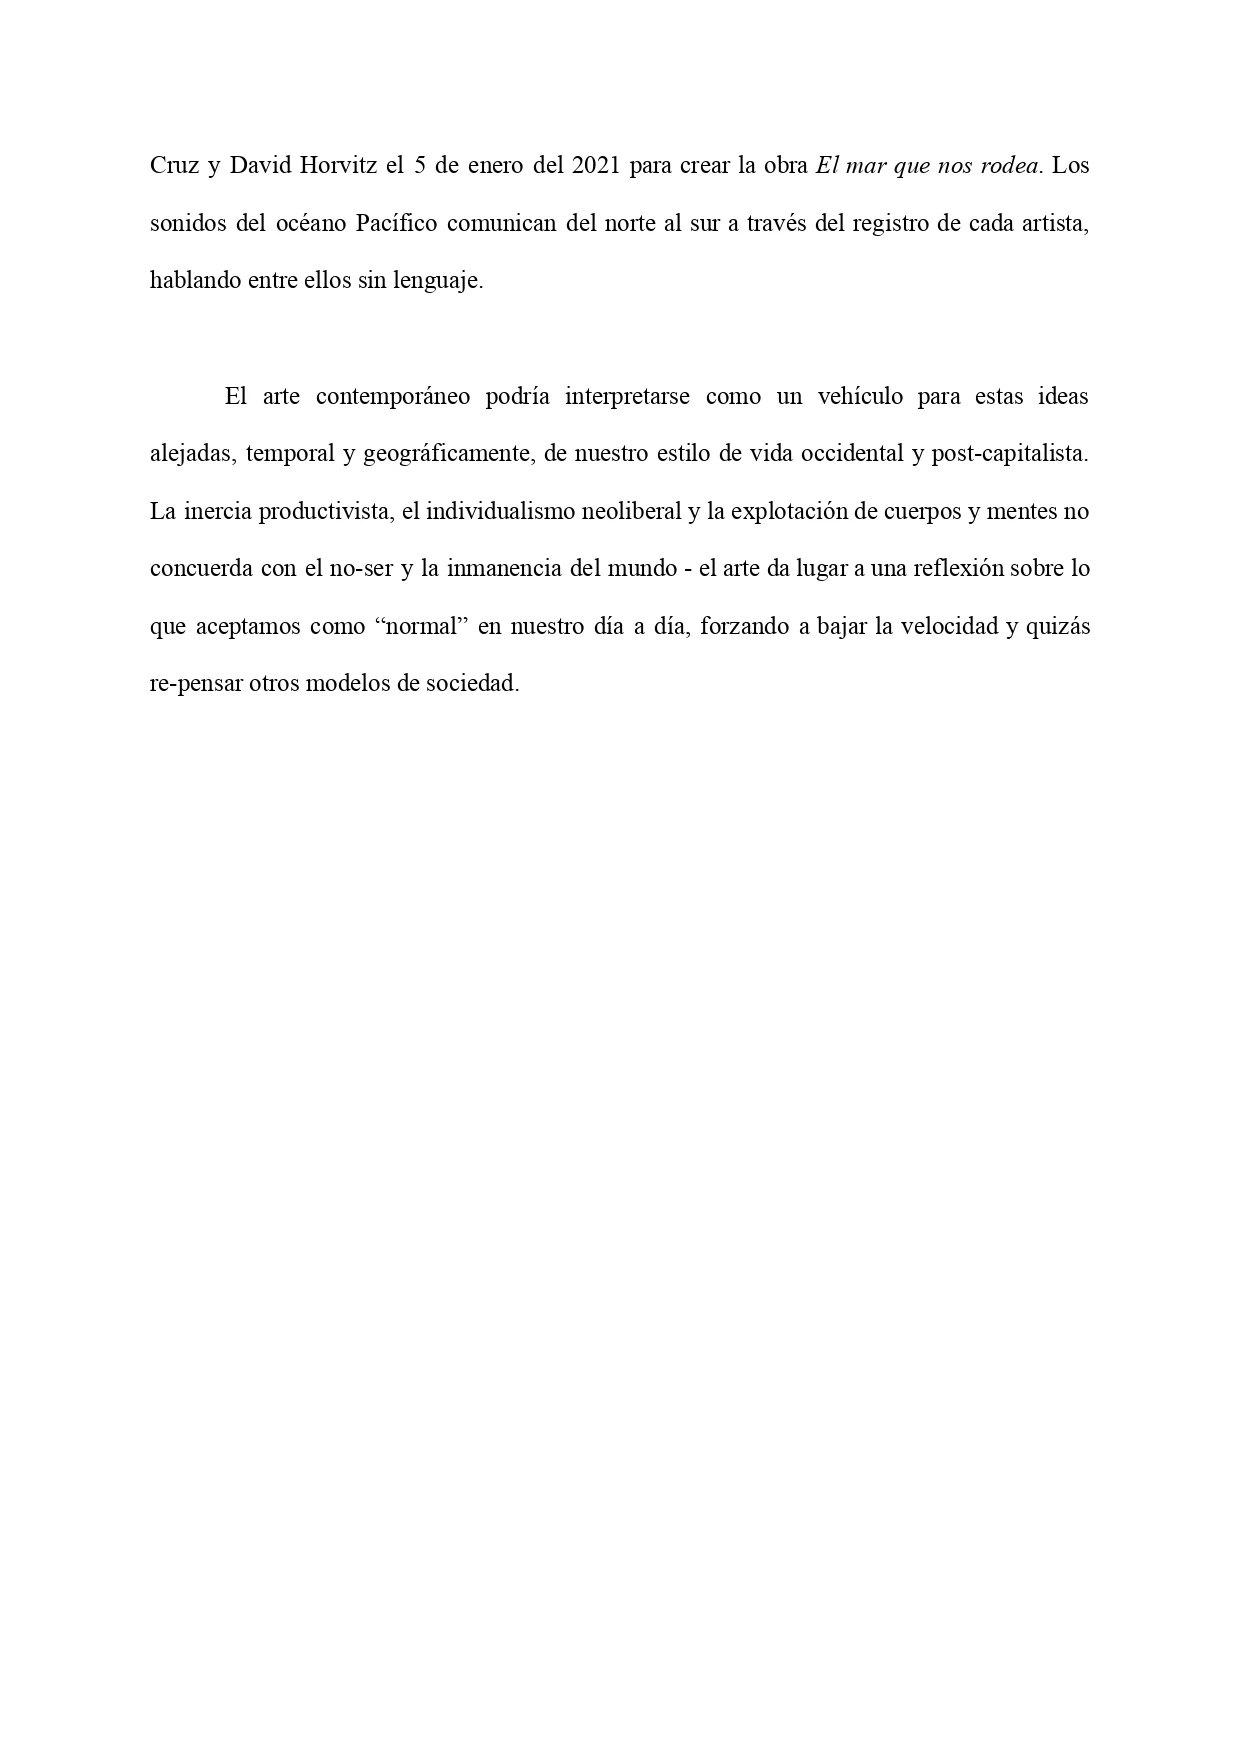 Cruz y David Horvitz el 5 de enero del 2021 para crear la obra El mar que nos rodea. Los
sonidos del océano Pacífico comunican del norte al sur a través del registro de cada artista,
hablando entre ellos sin lenguaje.
El arte contemporáneo podría interpretarse como un vehículo para estas ideas
alejadas, temporal y geográficamente, de nuestro estilo de vida occidental y post-capitalista.
La inercia productivista, el individualismo neoliberal y la explotación de cuerpos y mentes no
concuerda con el no-ser y la inmanencia del mundo - el arte da lugar a una reflexión sobre lo
que aceptamos como “normal” en nuestro día a día, forzando a bajar la velocidad y quizás
re-pensar otros modelos de sociedad.